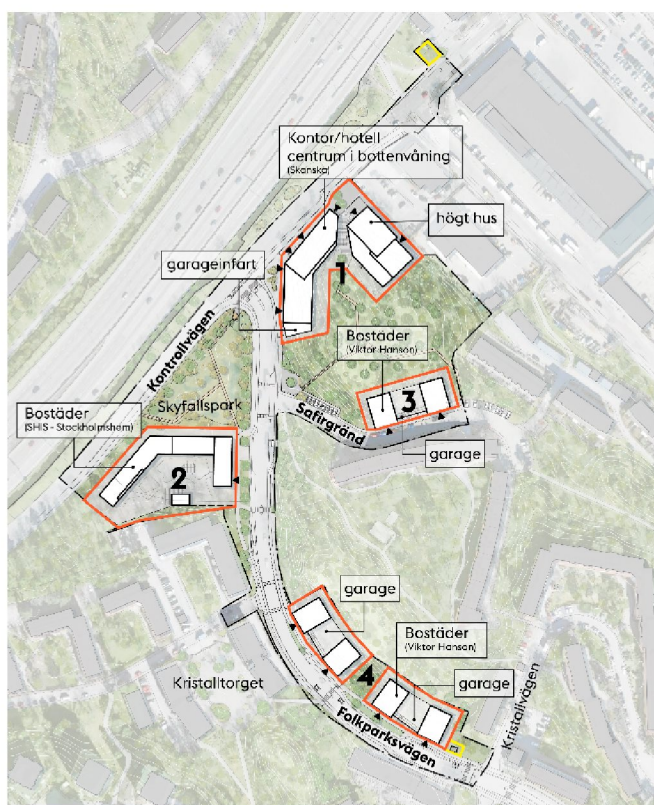 Kontor/hotell
centrum i bottenvåning
(Skanska)
högt hus
garageinfart
1
Bostäder
(Viktor Hanson)
Kontrollvägen
Skyfallspark
3
Bostäder
(SHIS - Stockholmshem)
Safirgränd
garage
2
garage
Bostäder
(Viktor Hanson)
4
garage
Kristalltorget
Folkparksvägen
Kristallvägen